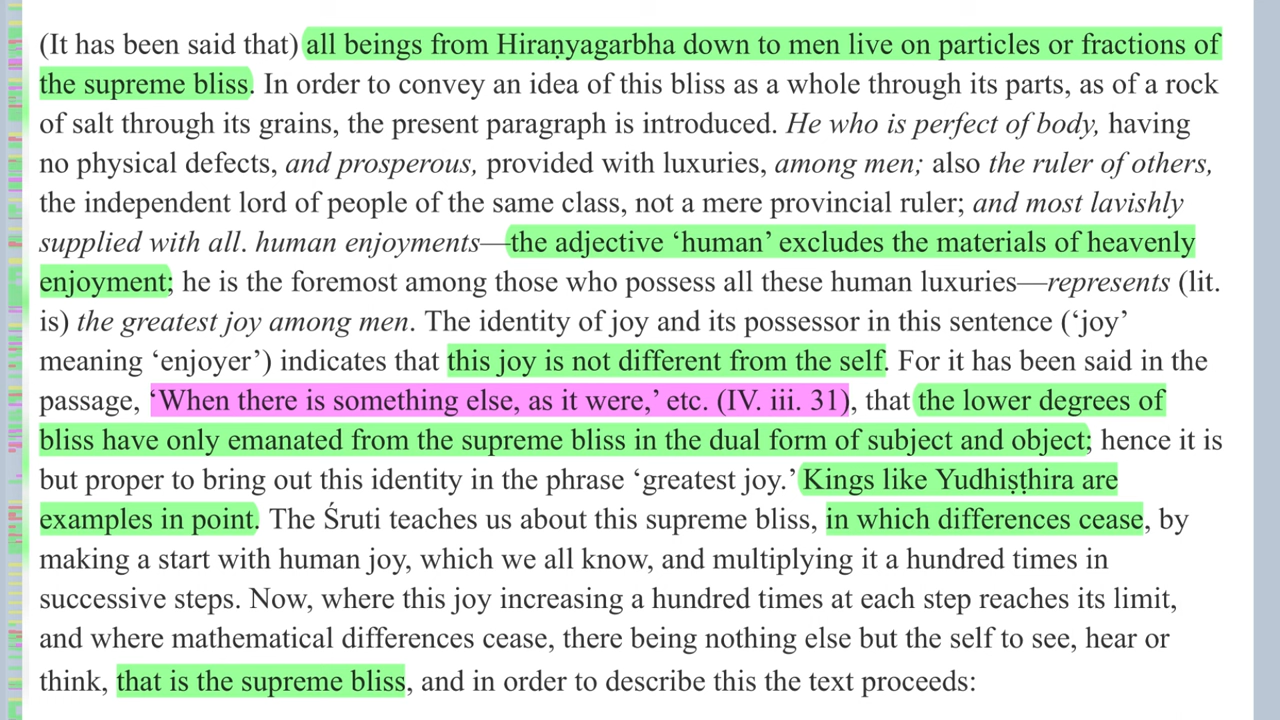 (It has been said that) all beings from Hiraṇyagarbha down to men live on particles or fractions of
the supreme bliss. In order to convey an idea of this bliss as a whole through its parts, as of a rock
of salt through its grains, the present paragraph is introduced. He who is perfect of body, having
no physical defects, and prosperous, provided with luxuries, among men; also the ruler of others,
the independent lord of people of the same class, not a mere provincial ruler; and most lavishly
supplied with all. human enjoyments—the adjective ‘human’ excludes the materials of heavenly
enjoyment; he is the foremost among those who possess all these human luxuries—represents (lit.
is) the greatest joy among men. The identity of joy and its possessor in this sentence (‘joy’
meaning ‘enjoyer’) indicates that this joy is not different from the self. For it has been said in the
passage, ‘When there is something else, as it were,’ etc. (IV. iii. 31), that the lower degrees of
bliss have only emanated from the supreme bliss in the dual form of subject and object; hence it is
but proper to bring out this identity in the phrase ‘greatest joy.’ Kings like Yudhiṣṭhira are
examples in point. The Śruti teaches us about this supreme bliss, in which differences cease, by
making a start with human joy, which we all know, and multiplying it a hundred times in
successive steps. Now, where this joy increasing a hundred times at each step reaches its limit,
and where mathematical differences cease, there being nothing else but the self to see, hear or
think, that is the supreme bliss, and in order to describe this the text proceeds: